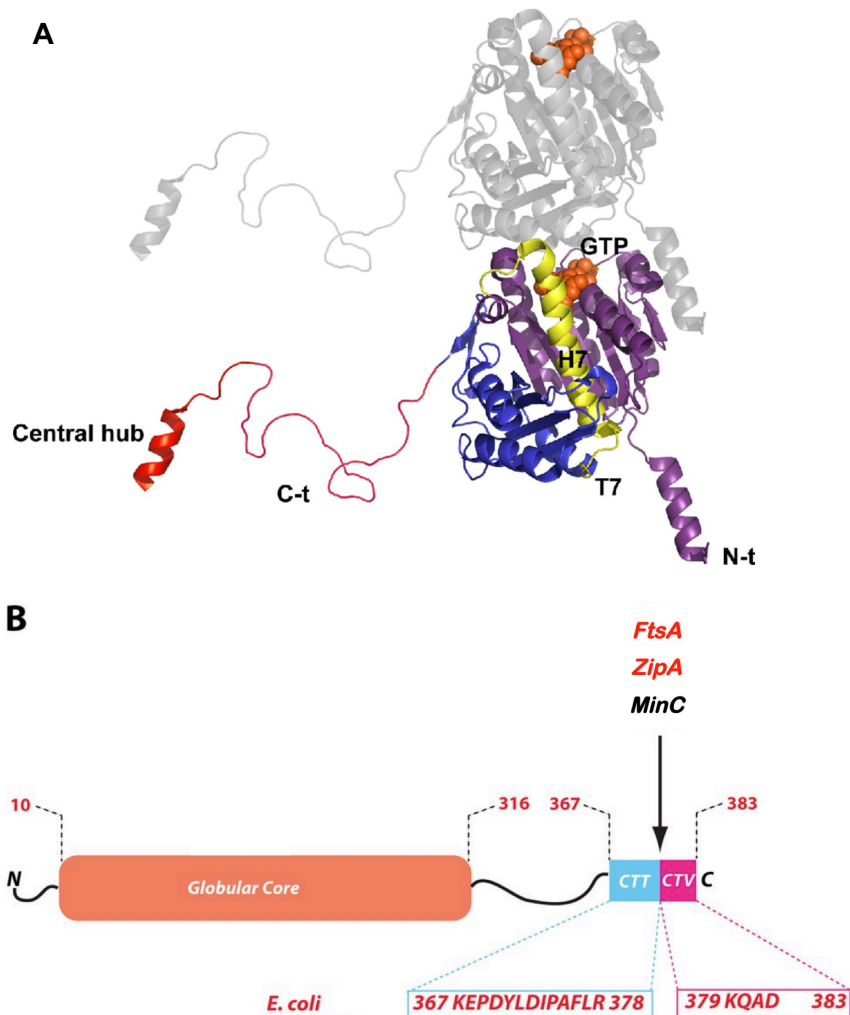 A
GTP
H7
Central hub
C-t
T7
N-t
B
FtsA
ZipA
MinC
10
316
367
383
N
Globular Core
CTT
CTV
C
E. coli
367 KEPDYLDIPAFLR 378
379 KQAD 383